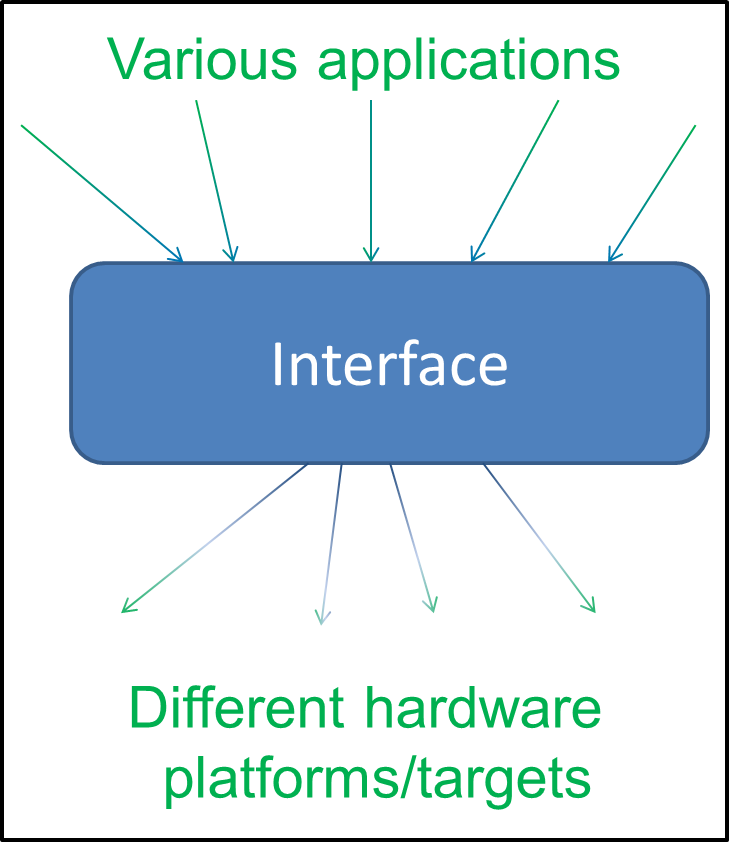 Various applications
Interface
Different hardware
platforms/targets